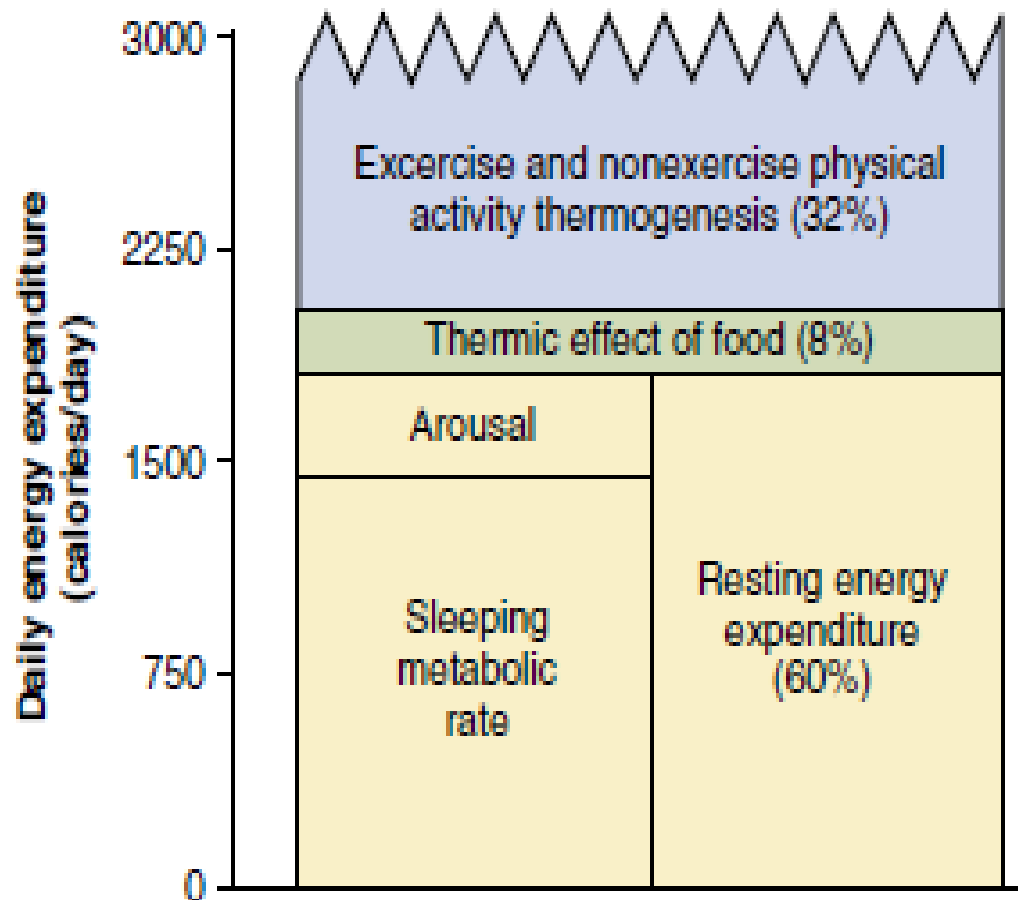 Daily energy expenditure
(calories/day)
3000
2250
1500
750
0
Excercise and nonexercise physical
activity thermogenesis (32%)
Thermic effect of food (8%)
Arousal
Sleeping
metabolic
rate
Resting energy
expenditure
(60%)